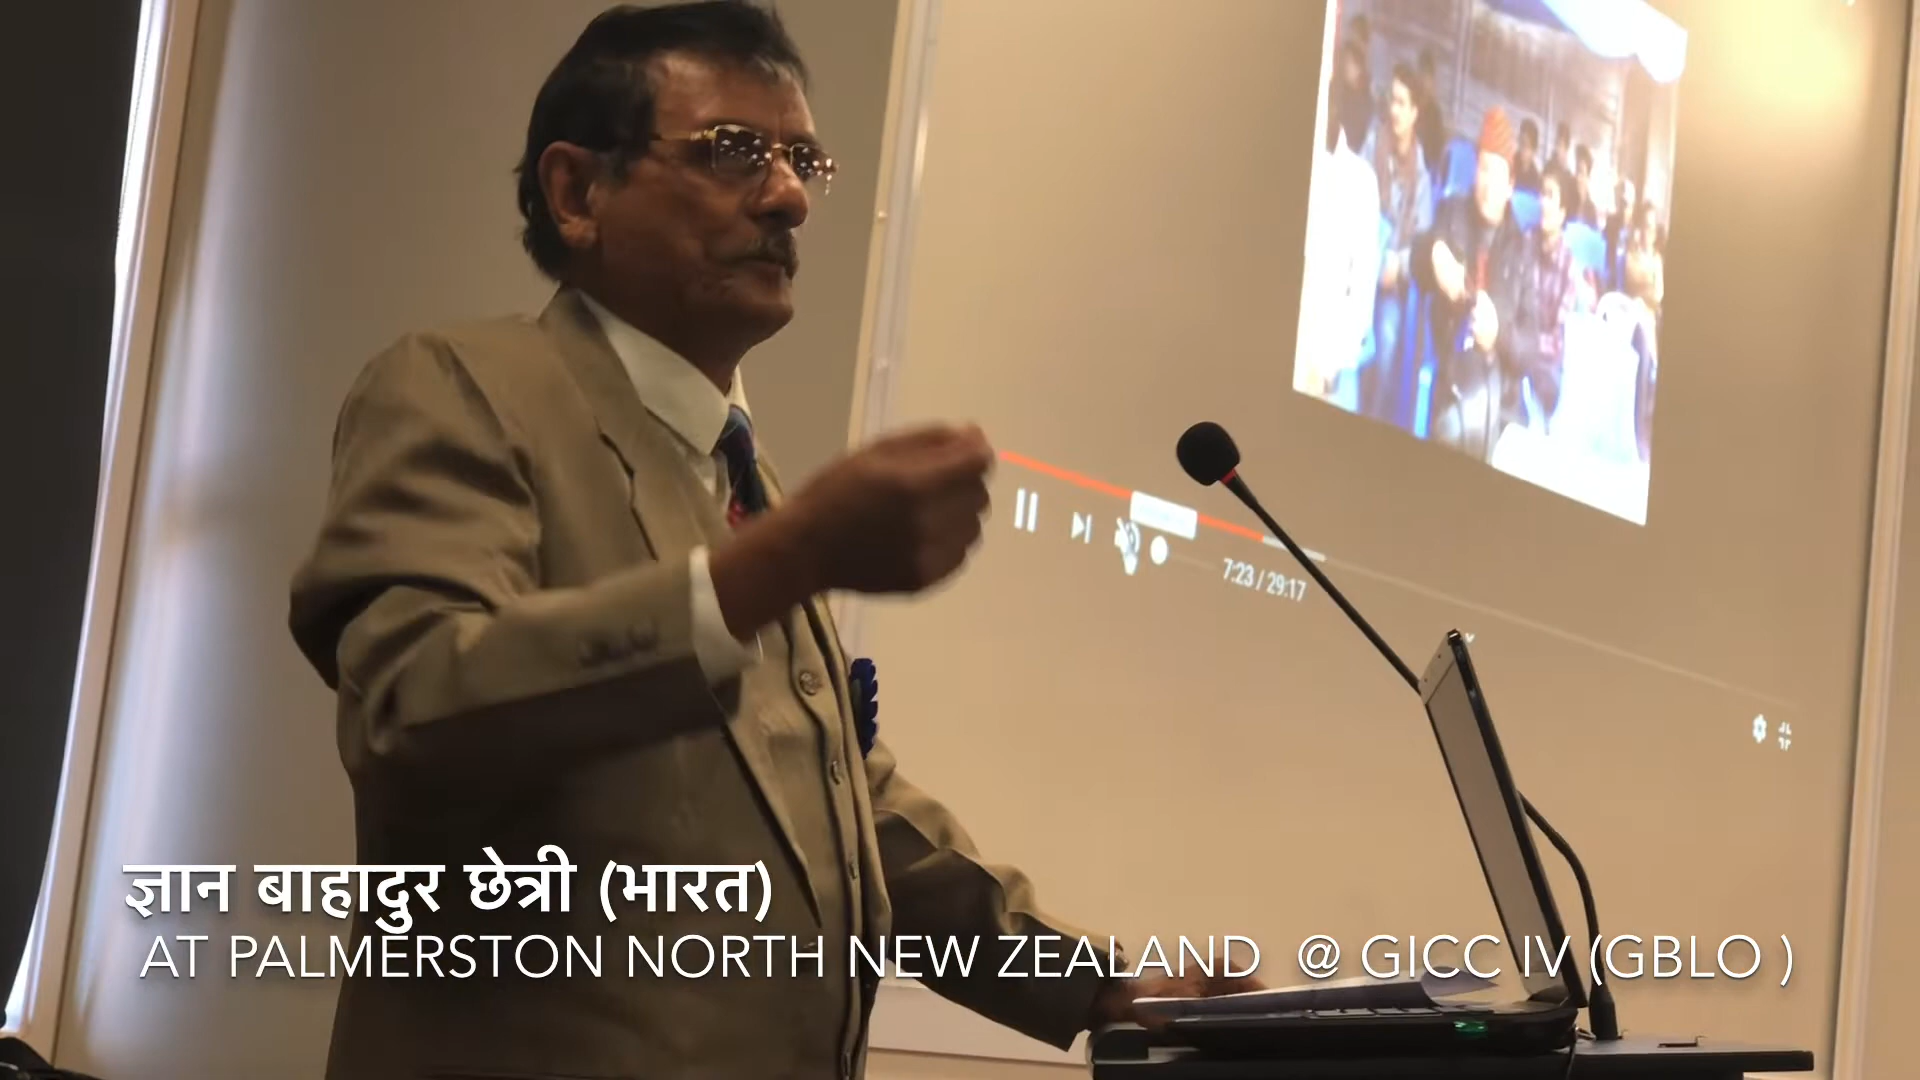 7:23 / 29:17
ज्ञान बाहादुर छेत्री (भारत)
AT PALMERSTON NORTH NEW ZEALAND @ GICC IV (GBLO )